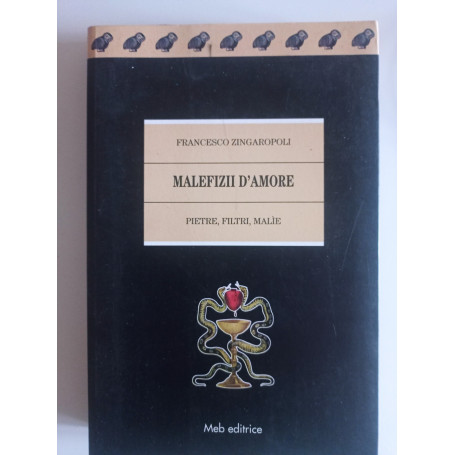 FRANCESCO ZINGAROPOLI
MALEFIZII D'AMORE
PIETRE, FILTRI, MALÌE
Meb editrice